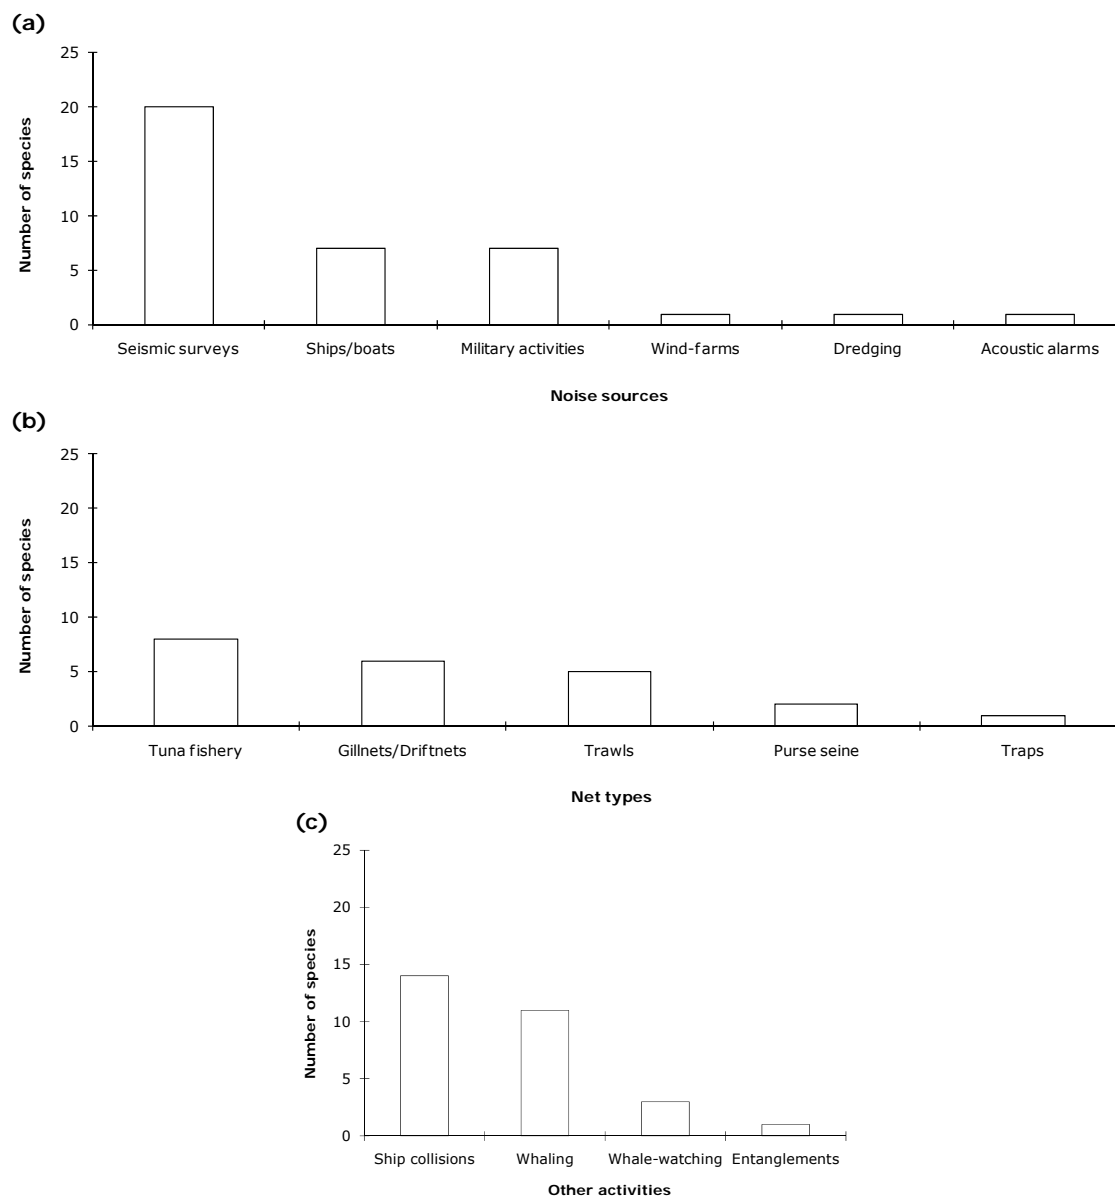 (a)
25
20
15
10
5
0
Number of species
Seismic surveys Ships/boats Military activities Wind-farms Dredging Acoustic alarms
Noise sources
(b)
25
20
15
10
5
0
Number of species
Tuna fishery Gillnets/Driftnets Trawls Purse seine Traps
Net types
(c)
25
20
15
10
5
0
Number of species
Ship collisions Whaling Whale-watching Entanglements
Other activities